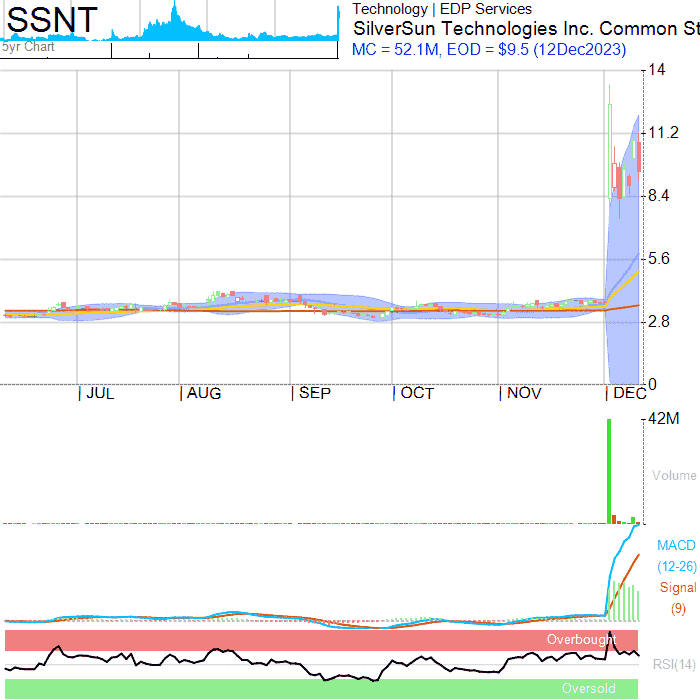 SSNT
5yr Chart
Technology | EDP Services
SilverSun Technologies Inc. Common St
MC = 52.1M, EOD = $9.5 (12Dec2023)
14
11.2
8.4
5.6
2.8
0
JUL
AUG
SEP
OCT
NOV
DEC
42M
Volume
MACD
(12-26)
Signal
(9)
Overbought
RSI(14)
Oversold